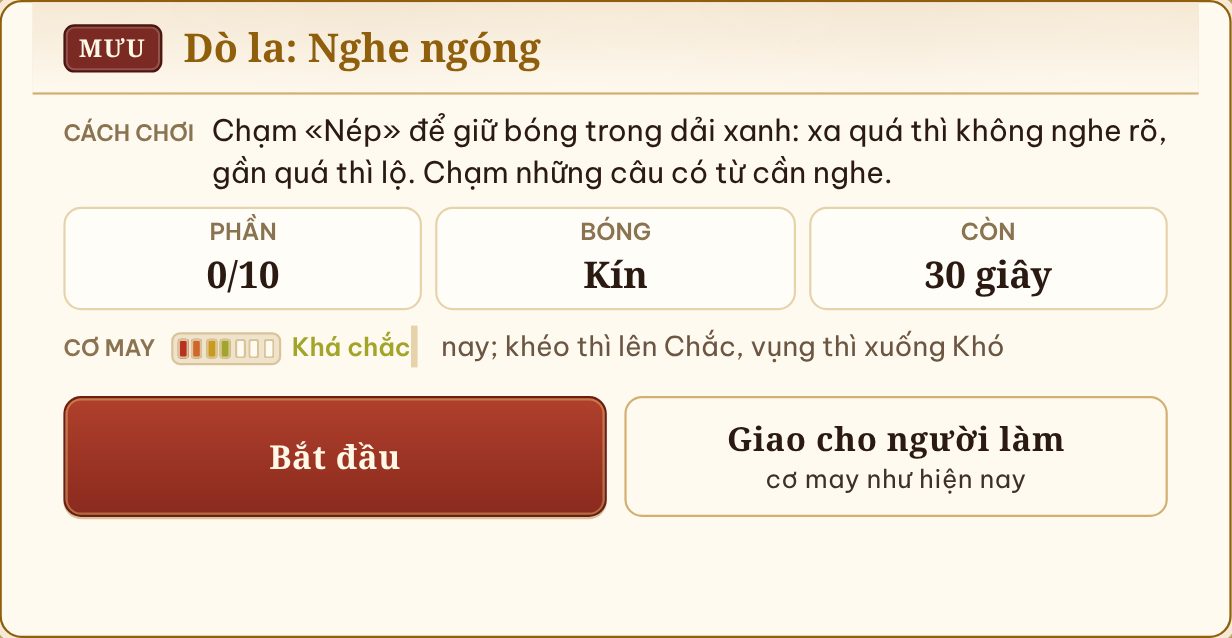 MƯU Dò la: Nghe ngóng
CÁCH CHƠI Chạm «Nép» để giữ bóng trong dải xanh: xa quá thì không nghe rõ,
gần quá thì lộ. Chạm những câu có từ cần nghe.
PHẦN BÓNG CÒN
0/10 Kín 30 giây
CƠ MAY Khá chắc nay; khéo thì lên Chắc, vụng thì xuống Khó
Bắt đầu
Giao cho người làm
cơ may như hiện nay